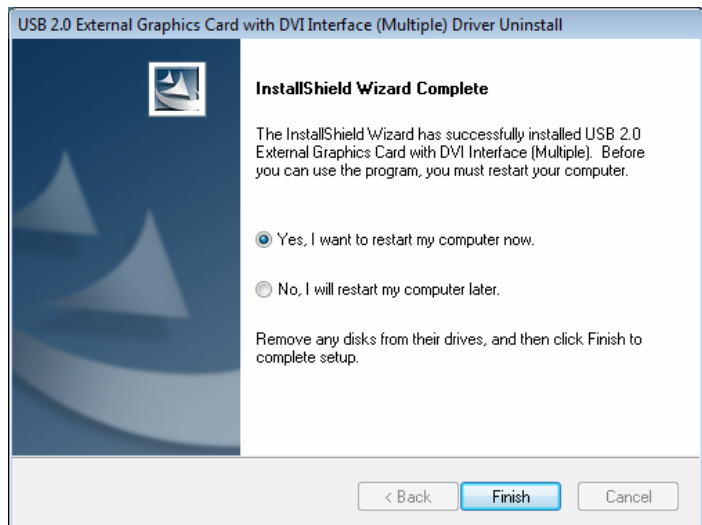 USB 2.0 External Graphics Card with DVI Interface (Multiple) Driver Uninstall
InstallShield Wizard Complete
The InstallShield Wizard has successfully installed USB 2.0
External Graphics Card with DVI Interface (Multiple).  Before
you can use the program, you must restart your computer.
Yes, I want to restart my computer now.
No, I will restart my computer later.
Remove any disks from their drives, and then click Finish to
complete setup.
< Back
Finish
Cancel